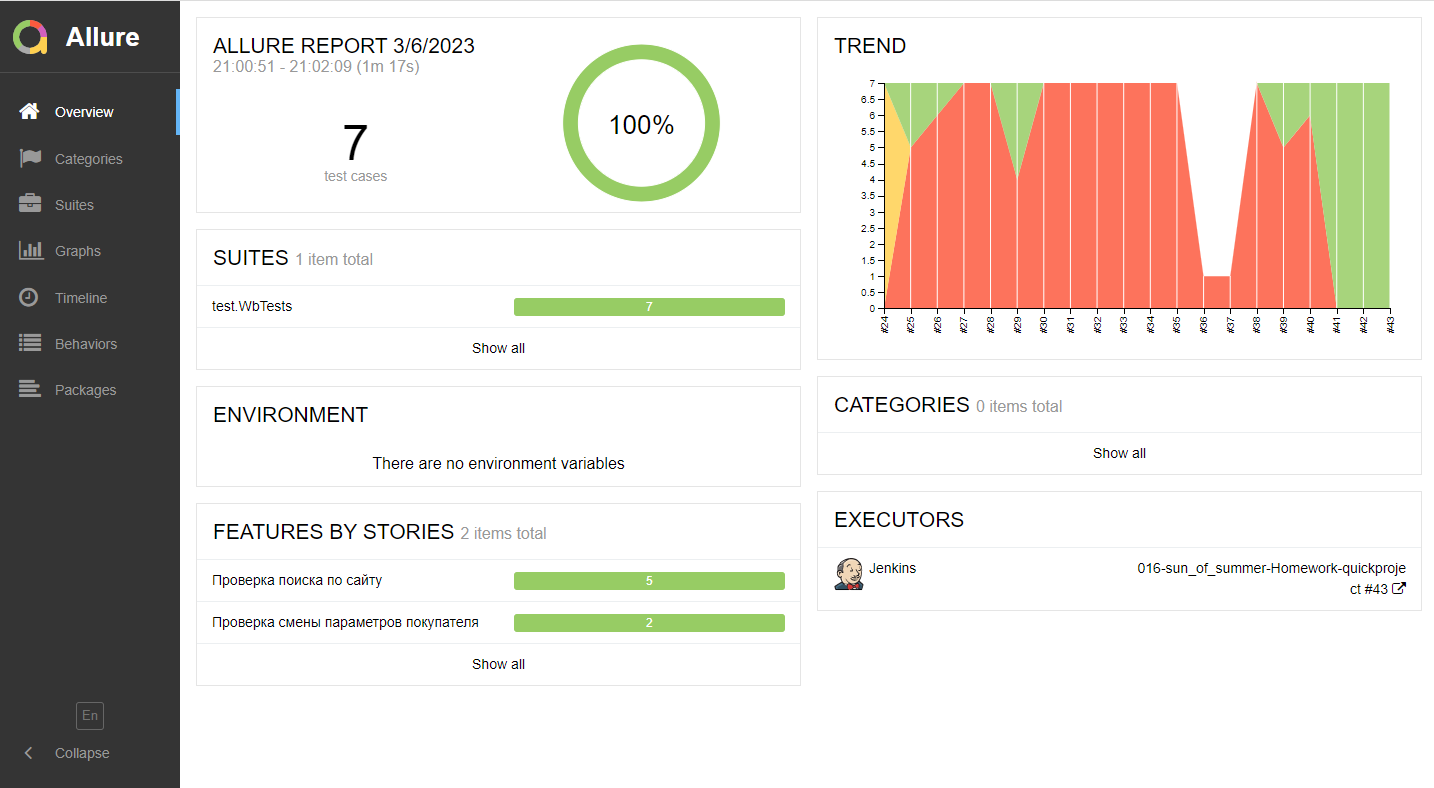 Allure
Overview
Categories
Suites
Graphs
Timeline
Behaviors
Packages
En
Collapse
ALLURE REPORT 3/6/2023
21:00:51 - 21:02:09 (1m 17s)
7
test cases
100%
SUITES 1 item total
test.WbTests 7
Show all
ENVIRONMENT
There are no environment variables
FEATURES BY STORIES 2 items total
Проверка поиска по сайту 5
Проверка смены параметров покупателя 2
Show all
TREND
7
6.5
6
5.5
5
4.5
4
3.5
3
2.5
2
1.5
1
0.5
0
#24 #25 #26 #27 #28 #29 #30 #31 #32 #33 #34 #35 #36 #37 #38 #39 #40 #41 #42 #43
CATEGORIES 0 items total
Show all
EXECUTORS
Jenkins 016-sun_of_summer-Homework-quickproje
ct #43